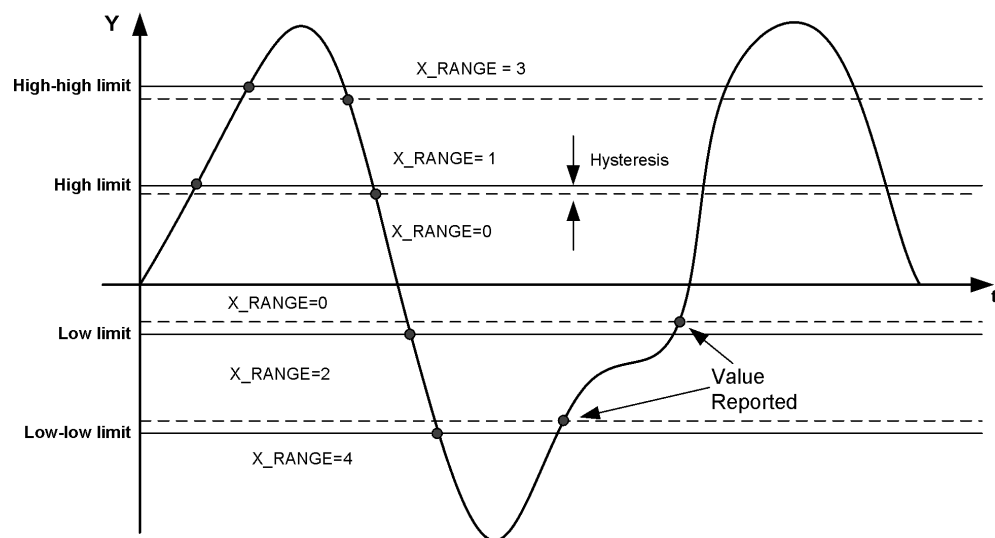 Y
X_RANGE = 3
High-high limit
X_RANGE= 1
Hysteresis
High limit
X_RANGE=0
t
X_RANGE=0
Low limit
X_RANGE=2
Value
Reported
Low-low limit
X_RANGE=4